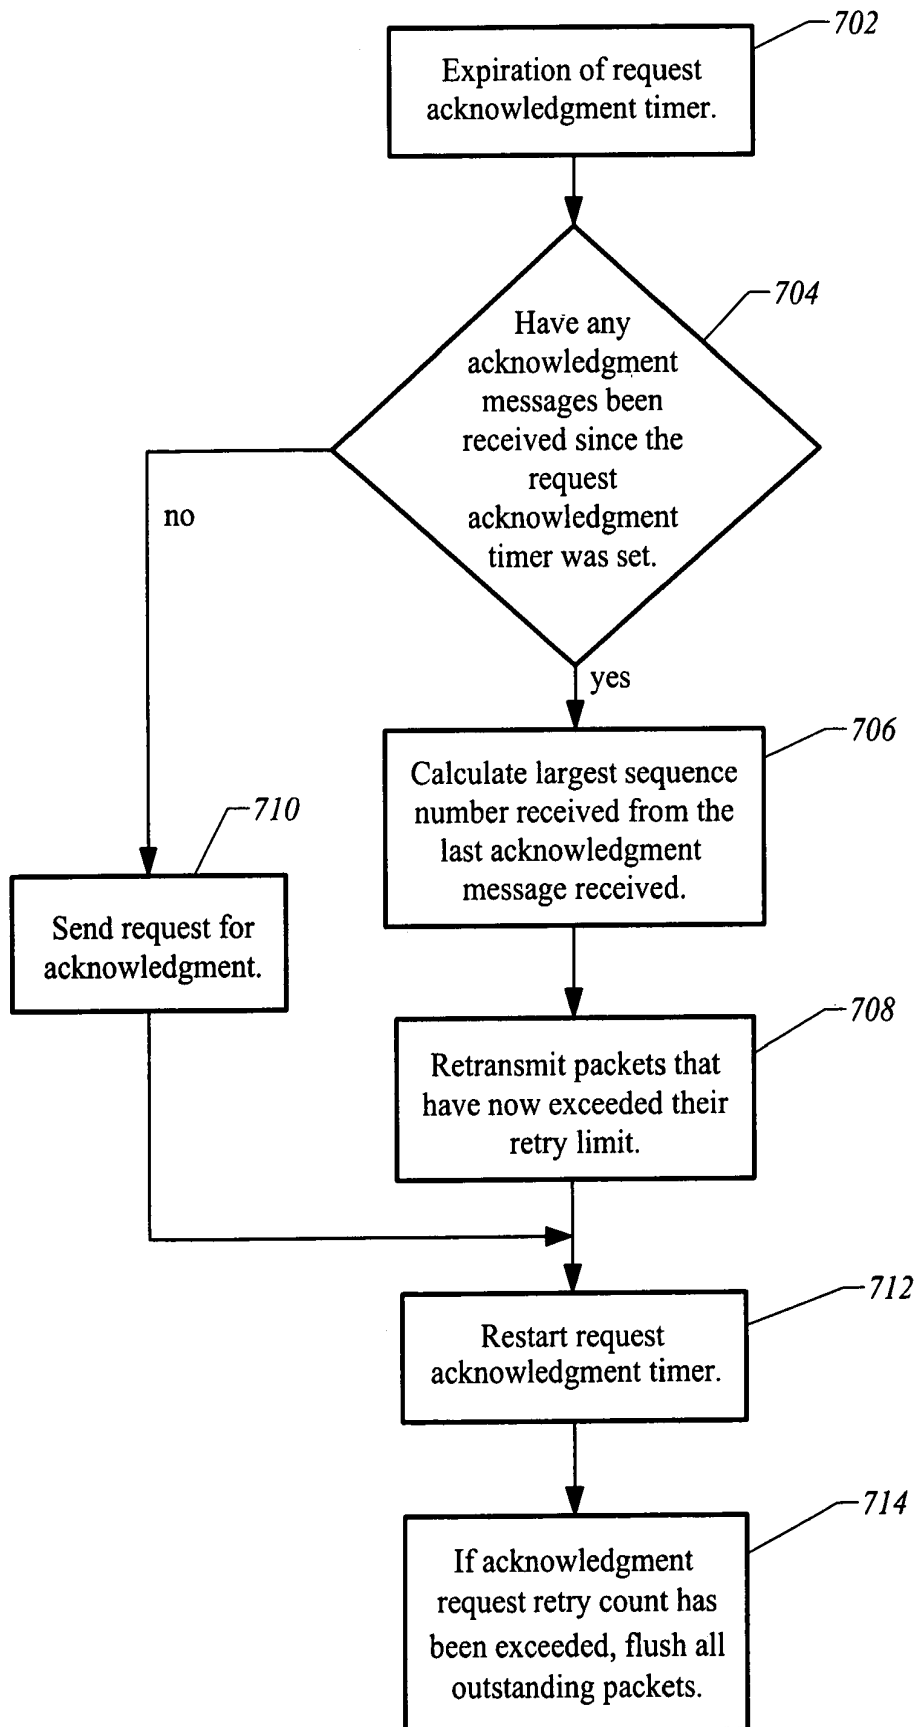 702
Expiration of request
acknowledgment timer.
704
Have any
acknowledgment
messages been
received since the
request
acknowledgment
timer was set.
no
yes
706
Calculate largest sequence
number received from the
last acknowledgment
message received.
710
Send request for
acknowledgment.
708
Retransmit packets that
have now exceeded their
retry limit.
712
Restart request
acknowledgment timer.
714
If acknowledgment
request retry count has
been exceeded, flush all
outstanding packets.